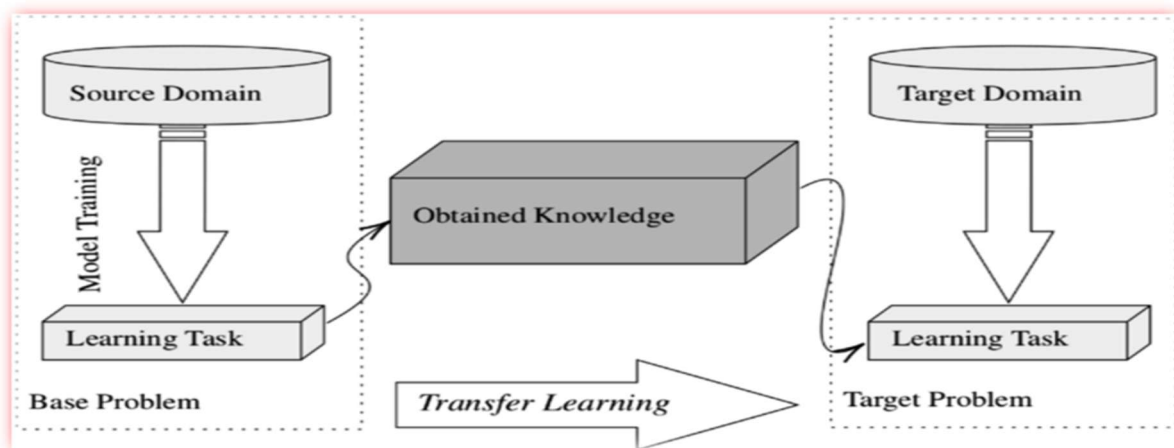 Source Domain
Model Training
Learning Task
Base Problem
Obtained Knowledge
Transfer Learning
Target Domain
Learning Task
Target Problem